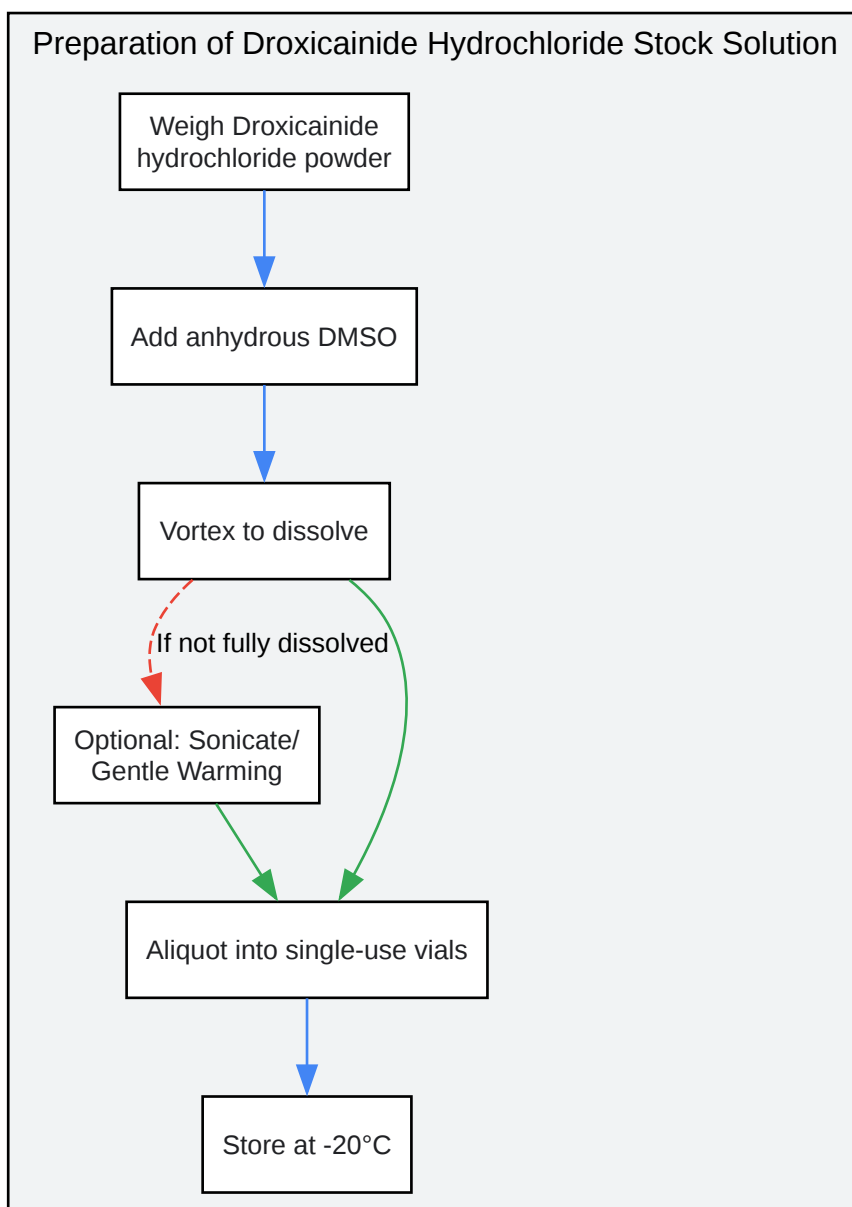 Preparation of Droxicainide Hydrochloride Stock Solution
Weigh Droxicainide
hydrochloride powder
Add anhydrous DMSO
Vortex to dissolve
If not fully dissolved
Optional: Sonicate/
Gentle Warming
Aliquot into single-use vials
Store at -20°C